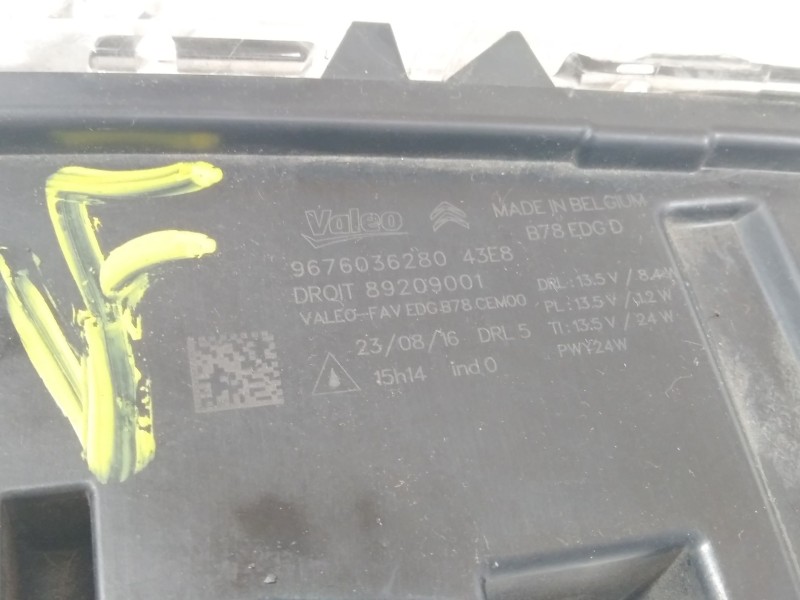 Valeo
MADE IN BELGIUM
B78 EDG D
9676036280 43E8
DROIT 89209001
VALEO-FAV EDG B78 CEM00
DRL : 13.5 V / 8.4W
PL : 13.5 V / 1.2 W
TI : 13.5 V / 24 W
PWY24W
23/08/16 DRL 5
15h14 ind 0
F